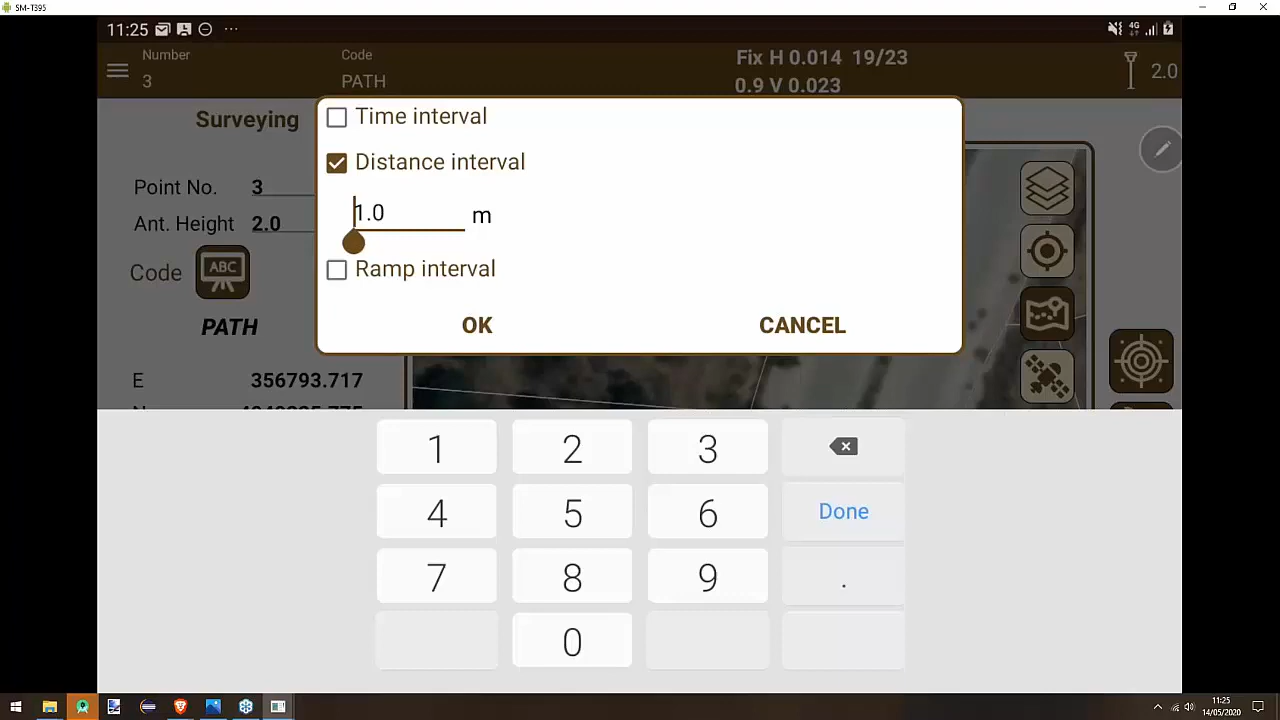 SM-T395
11:25
4G
Number
Code
Fix H 0.014 19/23
3
PATH
0.9 V 0.023
2.0
Surveying
Time interval
Distance interval
Point No. 3
1.0 m
Ant. Height 2.0
Code
ABC
Ramp interval
PATH
OK
CANCEL
E 356793.717
1 2 3
4 5 6 Done
7 8 9 .
0
11:25
14/05/2020